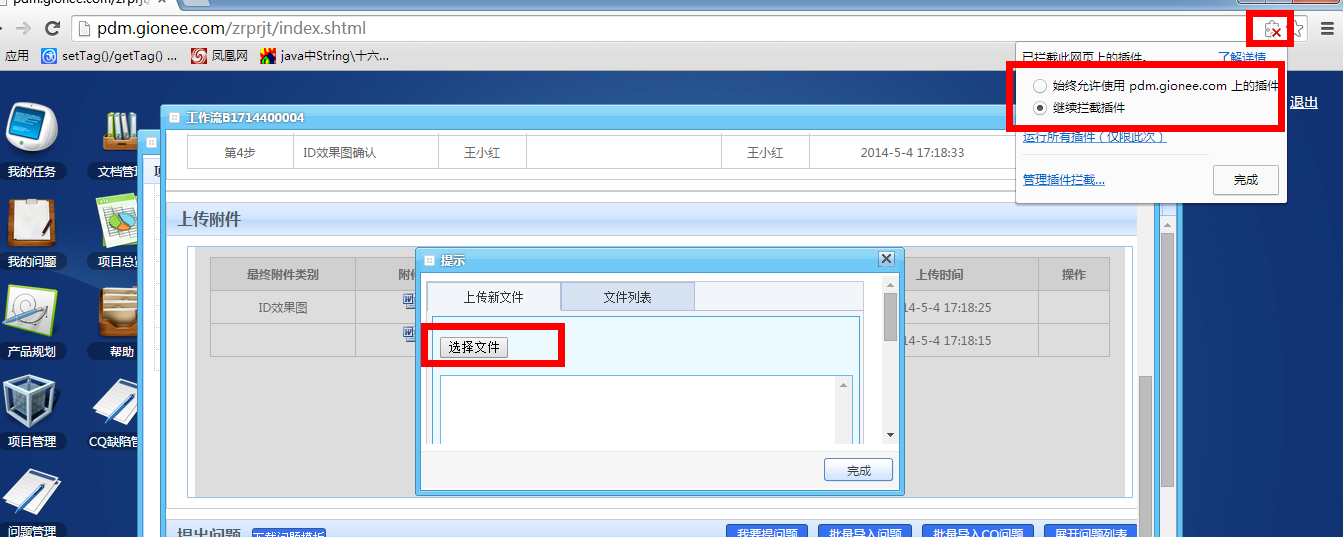 pdm.gionee.com/zrprjt/
pdm.gionee.com/zrprjt/index.shtml
应用 setTag()/getTag() ... 凤凰网 java中String\十六...
已拦截此网页上的插件。 了解详情
始终允许使用 pdm.gionee.com 上的插件
继续拦截插件
运行所有插件（仅限此次）
管理插件拦截...
完成
退出
我的任务
文档管理
我的问题
项目总监
产品规划
帮助
项目管理
CQ缺陷管
问题管理
工作流B1714400004
第4步 ID效果图确认 王小红 王小红 2014-5-4 17:18:33
上传附件
最终附件类别 附件 上传时间 操作
ID效果图 14-5-4 17:18:25
14-5-4 17:18:15
提示
上传新文件 文件列表
选择文件
完成
提出问题 下载问题模板 我要提问题 批量导入问题 批量导入CQ问题 展开问题列表